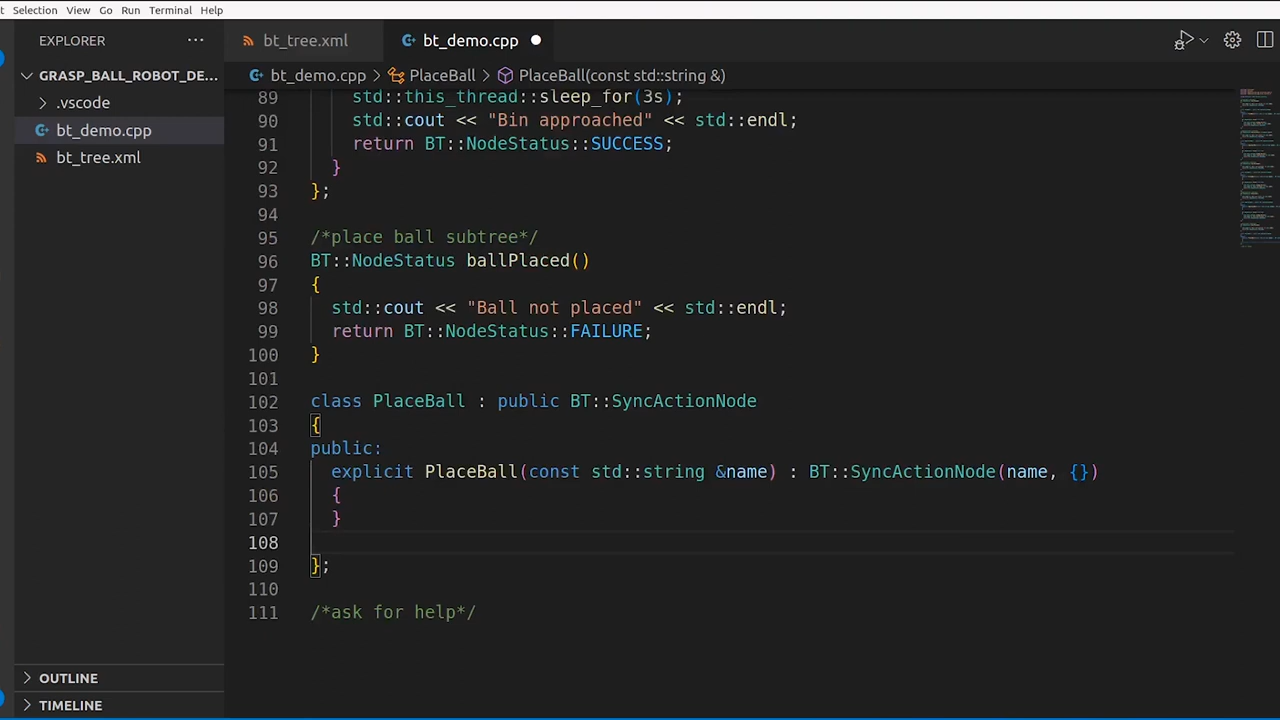 t Selection View Go Run Terminal Help
EXPLORER ...
bt_tree.xml bt_demo.cpp
GRASP_BALL_ROBOT_DE...
bt_demo.cpp > PlaceBall > PlaceBall(const std::string &)
.vscode
bt_demo.cpp
bt_tree.xml
89 std::this_thread::sleep_for(3s);
90 std::cout << "Bin approached" << std::endl;
91 return BT::NodeStatus::SUCCESS;
92 }
93 };
94
95 /*place ball subtree*/
96 BT::NodeStatus ballPlaced()
97 {
98 std::cout << "Ball not placed" << std::endl;
99 return BT::NodeStatus::FAILURE;
100 }
101
102 class PlaceBall : public BT::SyncActionNode
103 {
104 public:
105 explicit PlaceBall(const std::string &name) : BT::SyncActionNode(name, {})
106 {
107 }
108
109 };
110
111 /*ask for help*/
OUTLINE
TIMELINE